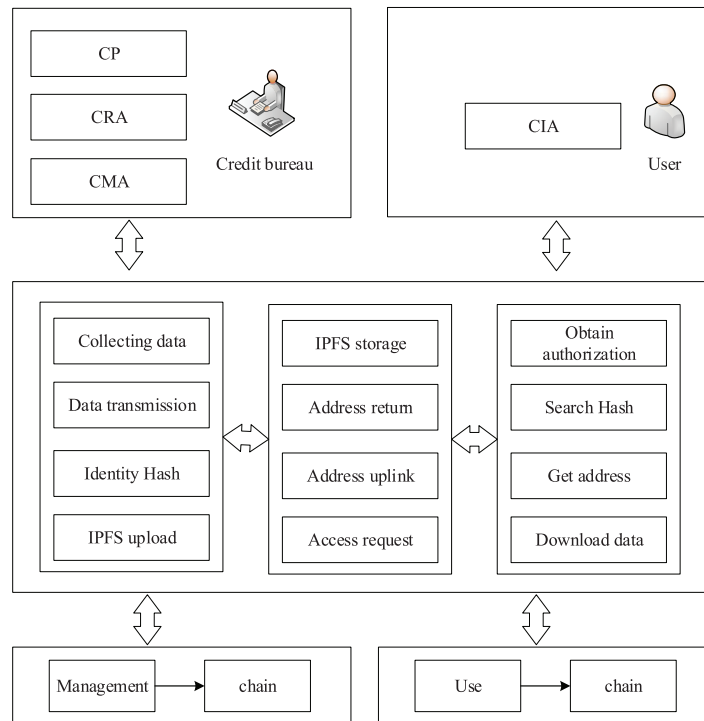 CP
CRA
CMA
Credit bureau
CIA
User
Collecting data
Data transmission
Identity Hash
IPFS upload
IPFS storage
Address return
Address uplink
Access request
Obtain
authorization
Search Hash
Get address
Download data
Management
chain
Use
chain